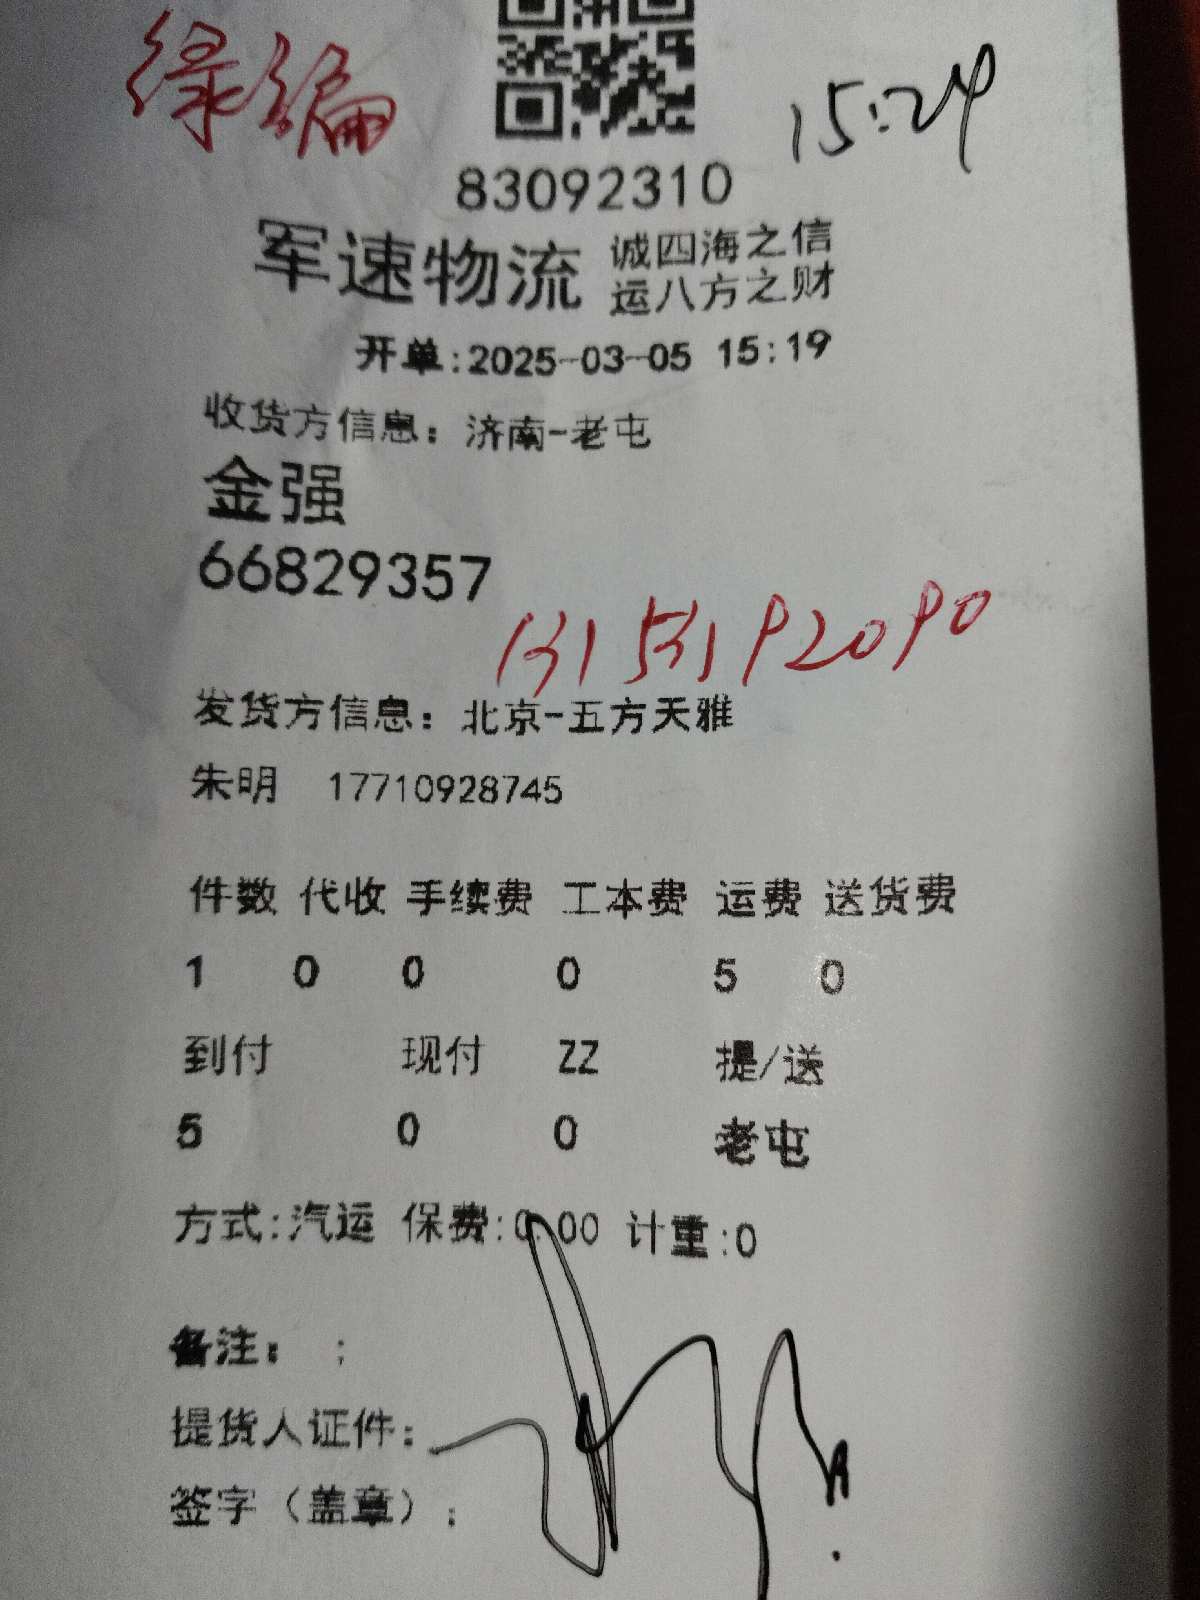 绿编
15:24
83092310
军速物流 诚四海之信
运八方之财
开单:2025-03-05 15:19
收货方信息：济南-老屯
金强
66829357
13153192090
发货方信息：北京-五方天雅
朱明 17710928745
件数 代收 手续费 工本费 运费 送货费
1 0 0 0 5 0
到付 现付 ZZ 提/送
5 0 0 老屯
方式:汽运 保费:0.00 计重:0
备注： ;
提货人证件：
签字（盖章）：